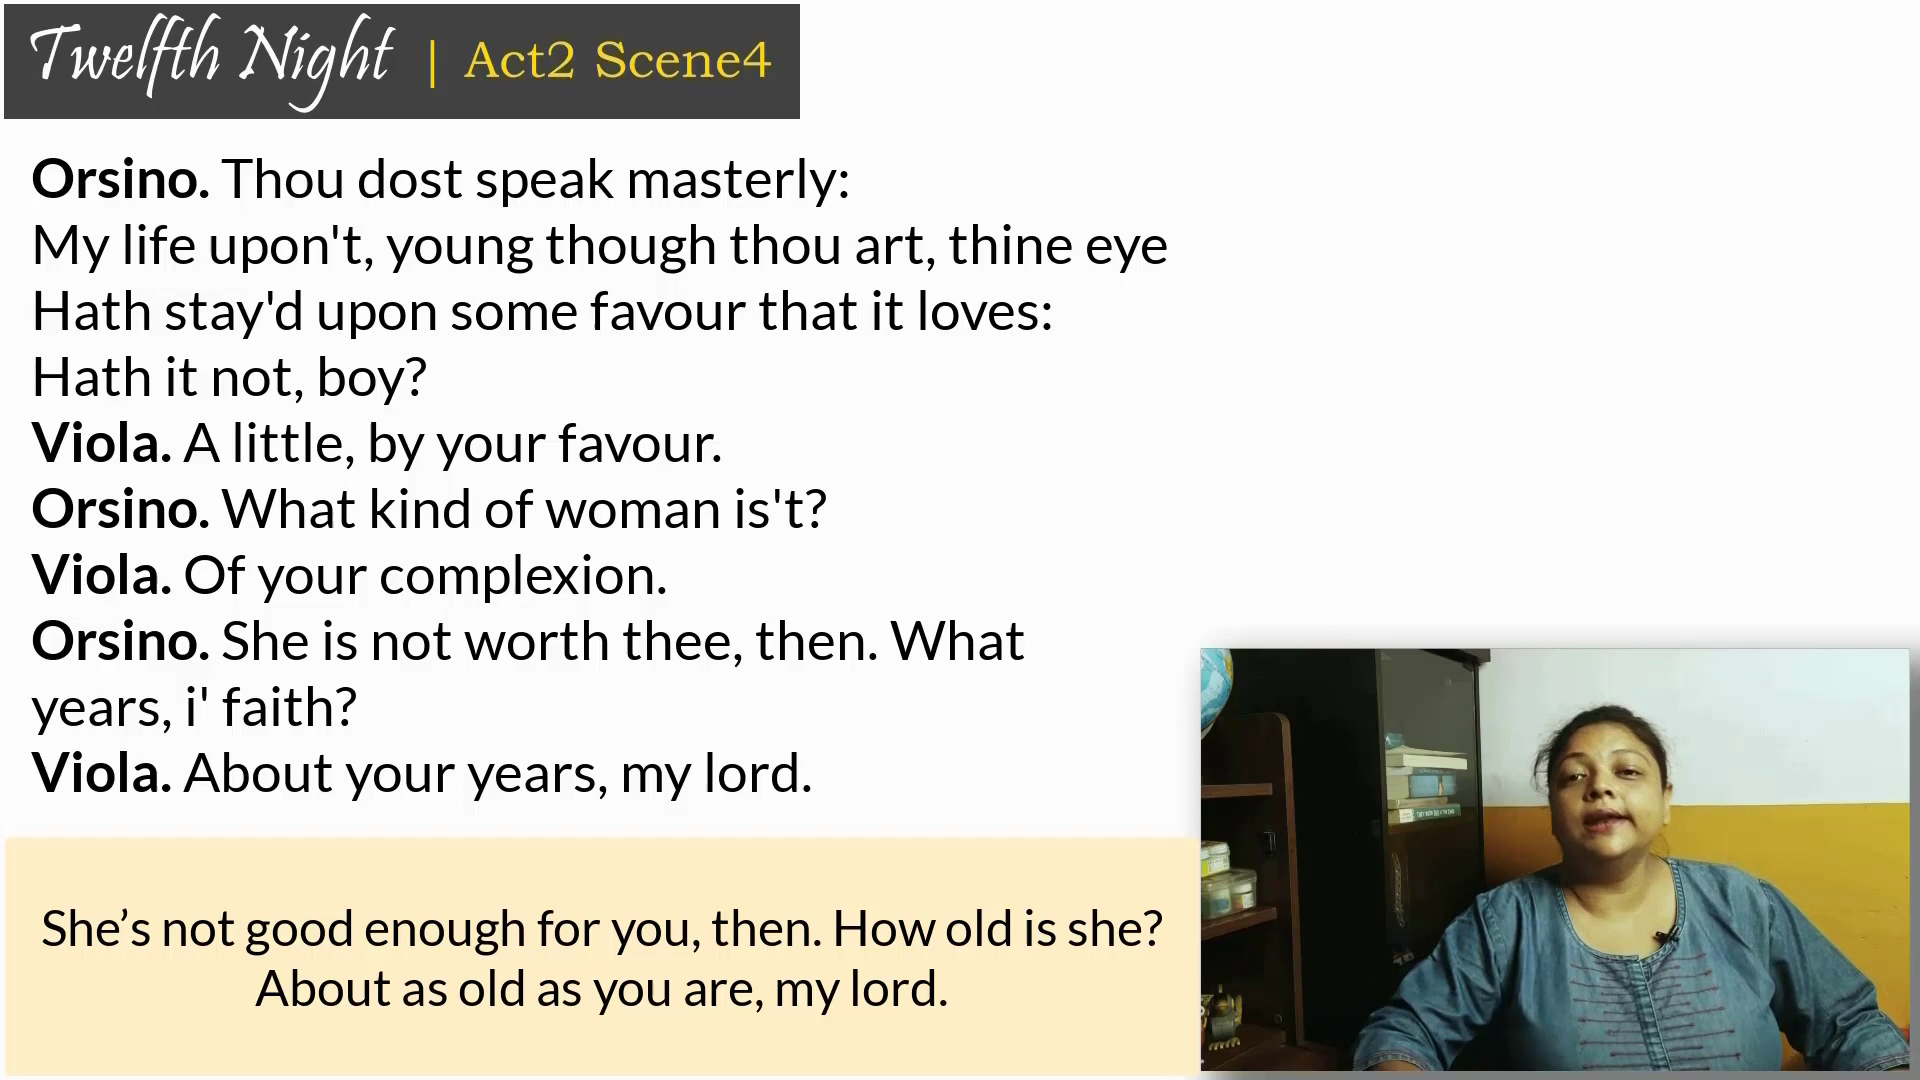 Twelfth Night | Act2 Scene4
Orsino. Thou dost speak masterly:
My life upon't, young though thou art, thine eye
Hath stay'd upon some favour that it loves:
Hath it not, boy?
Viola. A little, by your favour.
Orsino. What kind of woman is't?
Viola. Of your complexion.
Orsino. She is not worth thee, then. What
years, i' faith?
Viola. About your years, my lord.
She’s not good enough for you, then. How old is she?
About as old as you are, my lord.